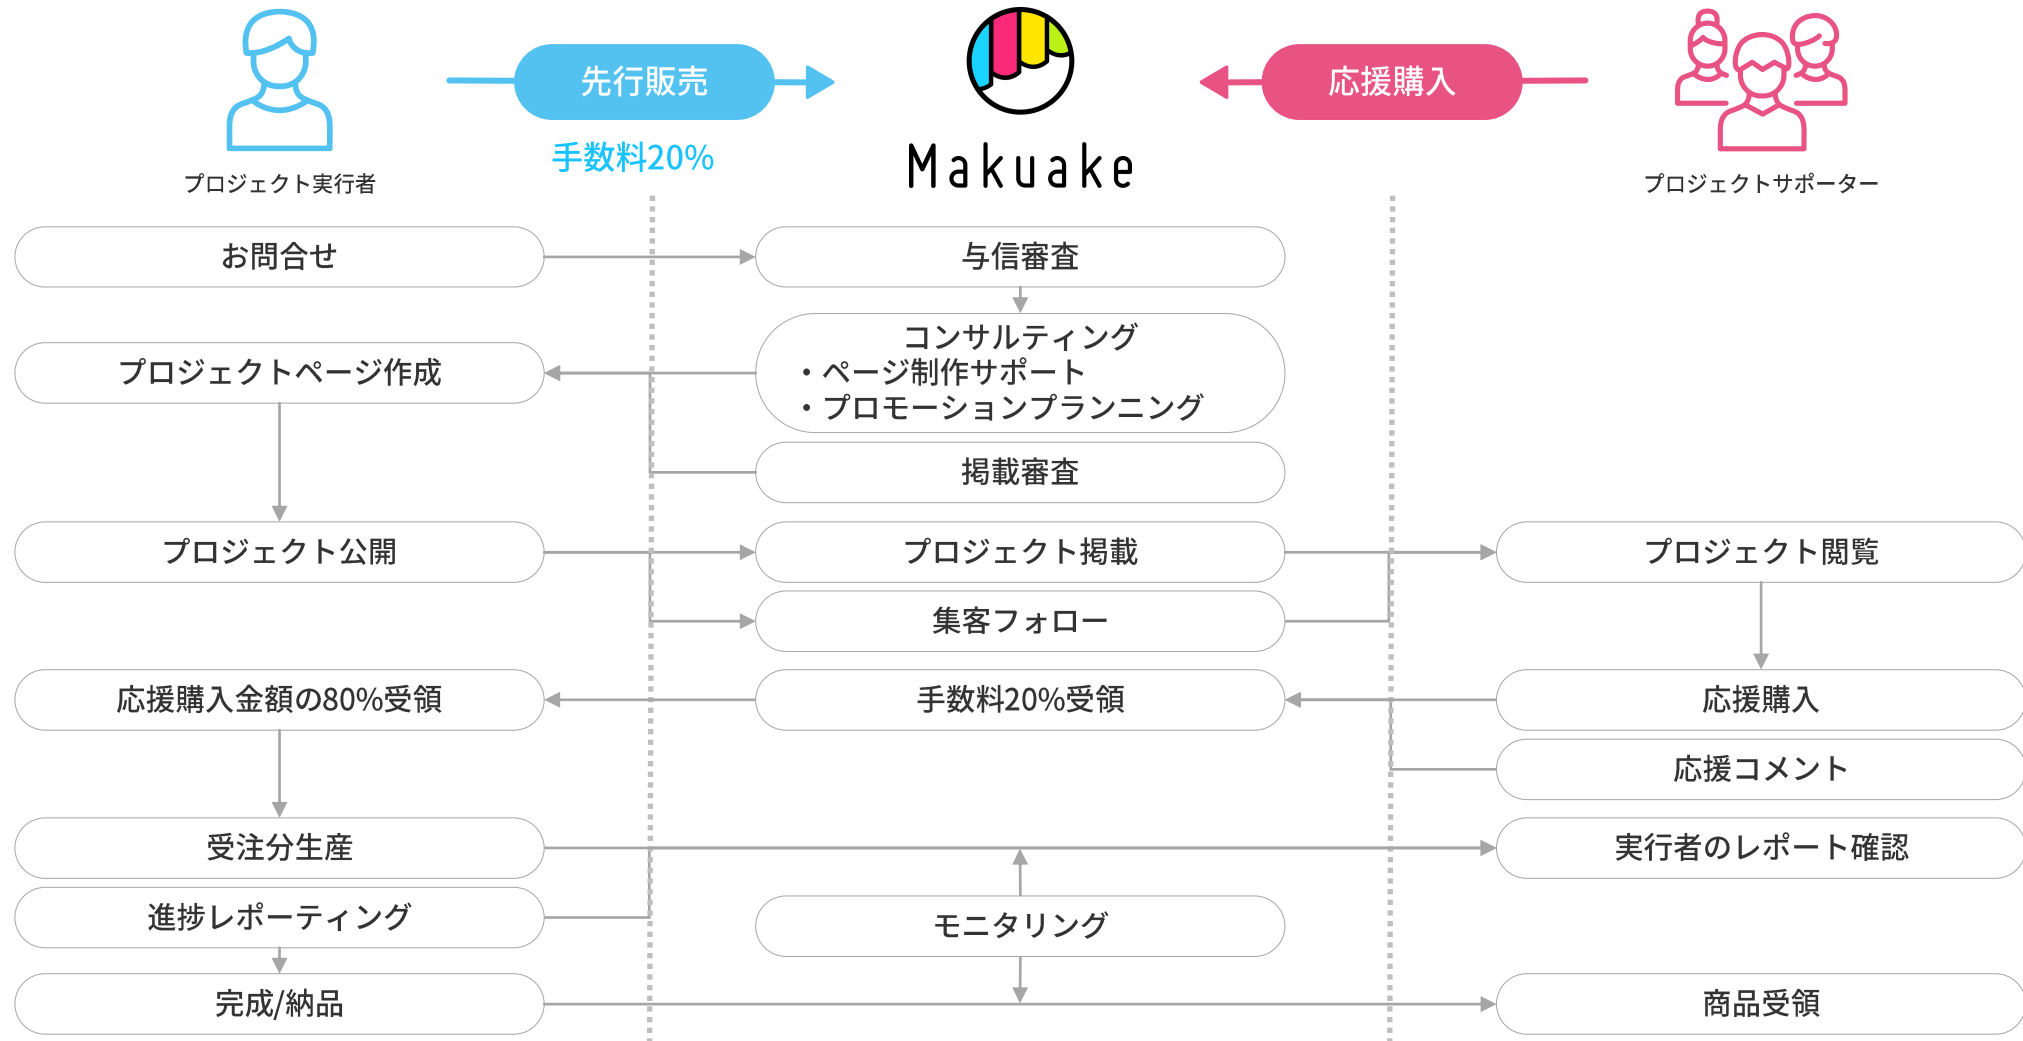 先行販売
応援購入
手数料20%
Makuake
プロジェクト実行者
プロジェクトサポーター
お問合せ
与信審査
コンサルティング
・ページ制作サポート
・プロモーションプランニング
プロジェクトページ作成
掲載審査
プロジェクト公開
プロジェクト掲載
プロジェクト閲覧
集客フォロー
応援購入金額の80%受領
手数料20%受領
応援購入
応援コメント
受注分生産
実行者のレポート確認
進捗レポーティング
モニタリング
完成/納品
商品受領